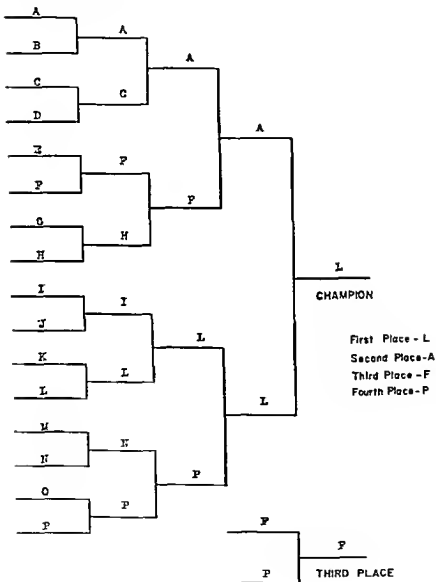 A
B
C
D
E
F
G
H
I
J
K
L
M
N
O
P
A
C
F
H
I
L
N
P
A
F
L
P
A
L
L
CHAMPION
First Place - L
Second Place-A
Third Place - F
Fourth Place- P
F
P
F
THIRD PLACE